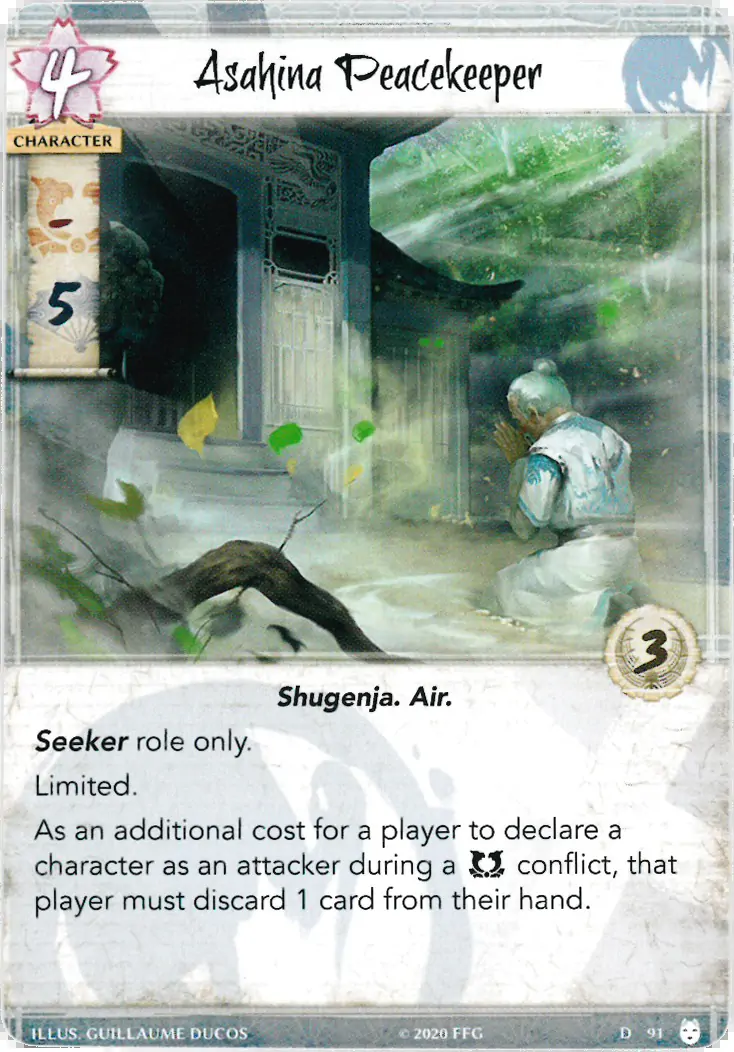 4
Asahina Peacekeeper
CHARACTER
-
5
3
Shugenja. Air.
Seeker role only.
Limited.
As an additional cost for a player to declare a
character as an attacker during a conflict, that
player must discard 1 card from their hand.
ILLUS. GUILLAUME DUCOS © 2020 FFG D 91